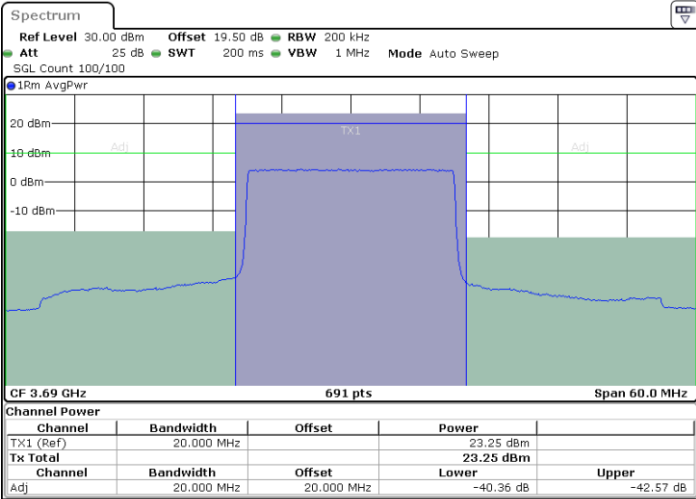 Spectrum
Ref Level 30.00 dBm Offset 19.50 dB RBW 200 kHz
Att 25 dB SWT 200 ms VBW 1 MHz Mode Auto Sweep
SGL Count 100/100
1Rm AvgPwr
20 dBm
TX1
Adj
Adj
10 dBm
0 dBm
-10 dBm
CF 3.69 GHz 691 pts Span 60.0 MHz
Channel Power
Channel Bandwidth Offset Power
TX1 (Ref) 20.000 MHz 23.25 dBm
Tx Total 23.25 dBm
Channel Bandwidth Offset Lower Upper
Adj 20.000 MHz 20.000 MHz -40.36 dB -42.57 dB